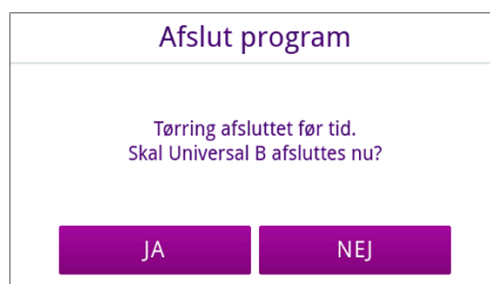 Afslut program
Tørring afsluttet før tid.
Skal Universal B afsluttes nu?
JA
NEJ